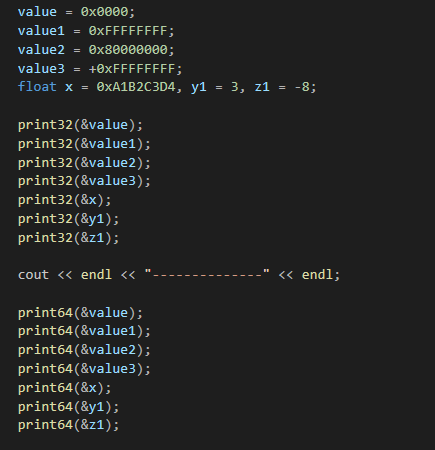 value = 0x0000;
value1 = 0xFFFFFFFF;
value2 = 0x80000000;
value3 = +0xFFFFFFFF;
float x = 0xA1B2C3D4, y1 = 3, z1 = -8;
print32(&value);
print32(&value1);
print32(&value2);
print32(&value3);
print32(&x);
print32(&y1);
print32(&z1);
cout << endl << "--------------" << endl;
print64(&value);
print64(&value1);
print64(&value2);
print64(&value3);
print64(&x);
print64(&y1);
print64(&z1);